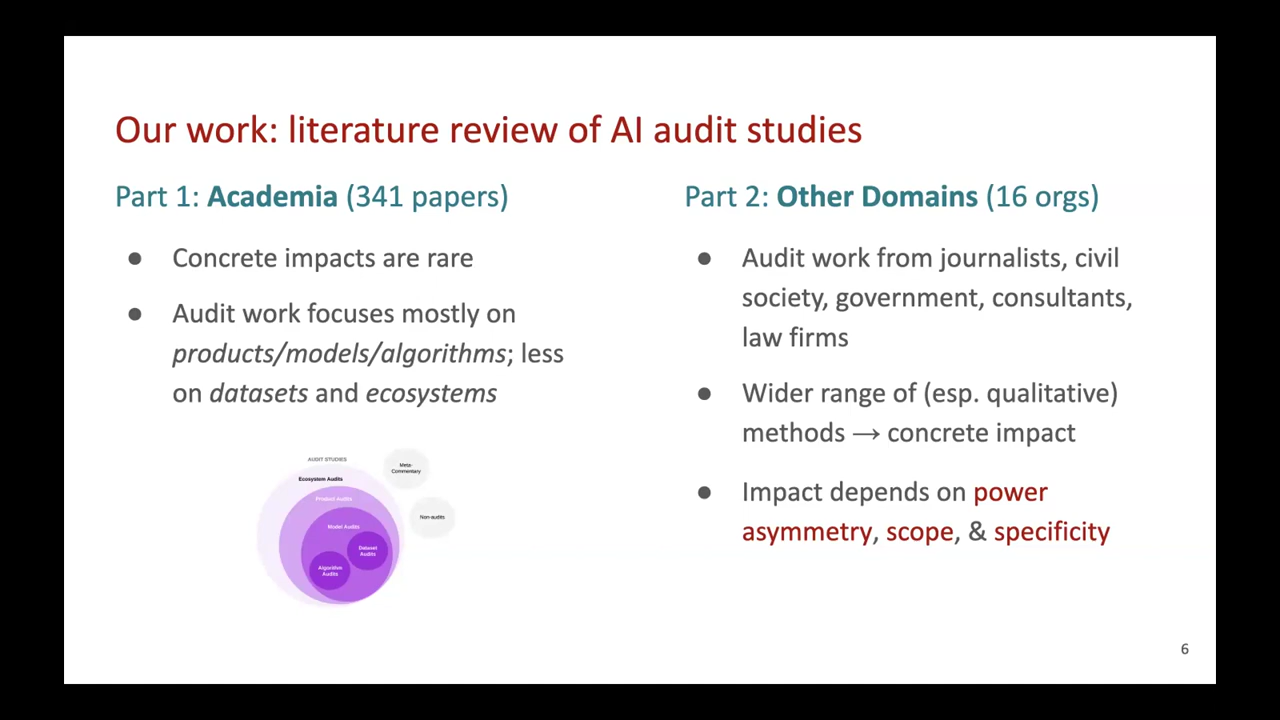 Our work: literature review of AI audit studies
Part 1: Academia (341 papers)
● Concrete impacts are rare
● Audit work focuses mostly on
products/models/algorithms; less
on datasets and ecosystems
AUDIT STUDIES
Ecosystem Audits
Product Audits
Model Audits
Dataset
Audits
Algorithm
Audits
Meta-
Commentary
Non-audits
Part 2: Other Domains (16 orgs)
● Audit work from journalists, civil
society, government, consultants,
law firms
● Wider range of (esp. qualitative)
methods → concrete impact
● Impact depends on power
asymmetry, scope, & specificity
6